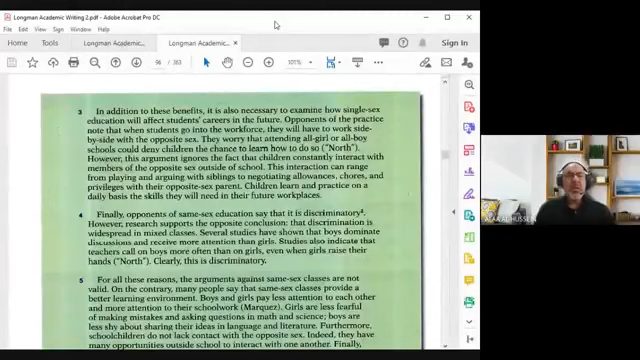 Longman Academic Writing 2.pdf - Adobe Acrobat Pro DC
File Edit View Sign Window Help
Home Tools Longman Academic... Longman Academic... × Sign In
96 / 363 101%
3 In addition to these benefits, it is also necessary to examine how single-sex
education will affect students' careers in the future. Opponents of the practice
note that when students go into the workforce, they will have to work side-
by-side with the opposite sex. They worry that attending all-girl or all-boy
schools could deny children the chance to learn how to do so ("North").
However, this argument ignores the fact that children constantly interact with
members of the opposite sex outside of school. This interaction can range
from playing and arguing with siblings to negotiating allowances, chores, and
privileges with their opposite-sex parent. Children learn and practice on a
daily basis the skills they will need in their future workplaces.
4 Finally, opponents of same-sex education say that it is discriminatory².
However, research supports the opposite conclusion: that discrimination is
widespread in mixed classes. Several studies have shown that boys dominate
discussions and receive more attention than girls. Studies also indicate that
teachers call on boys more often than on girls, even when girls raise their
hands ("North"). Clearly, this is discriminatory.
5 For all these reasons, the arguments against same-sex classes are not
valid. On the contrary, many people say that same-sex classes provide a
better learning environment. Boys and girls pay less attention to each other
and more attention to their schoolwork (Marquez). Girls are less fearful
of making mistakes and asking questions in math and science; boys are
less shy about sharing their ideas in language and literature. Furthermore,
schoolchildren do not lack contact with the opposite sex. Indeed, they have
many opportunities outside school to interact with one another. Finally,